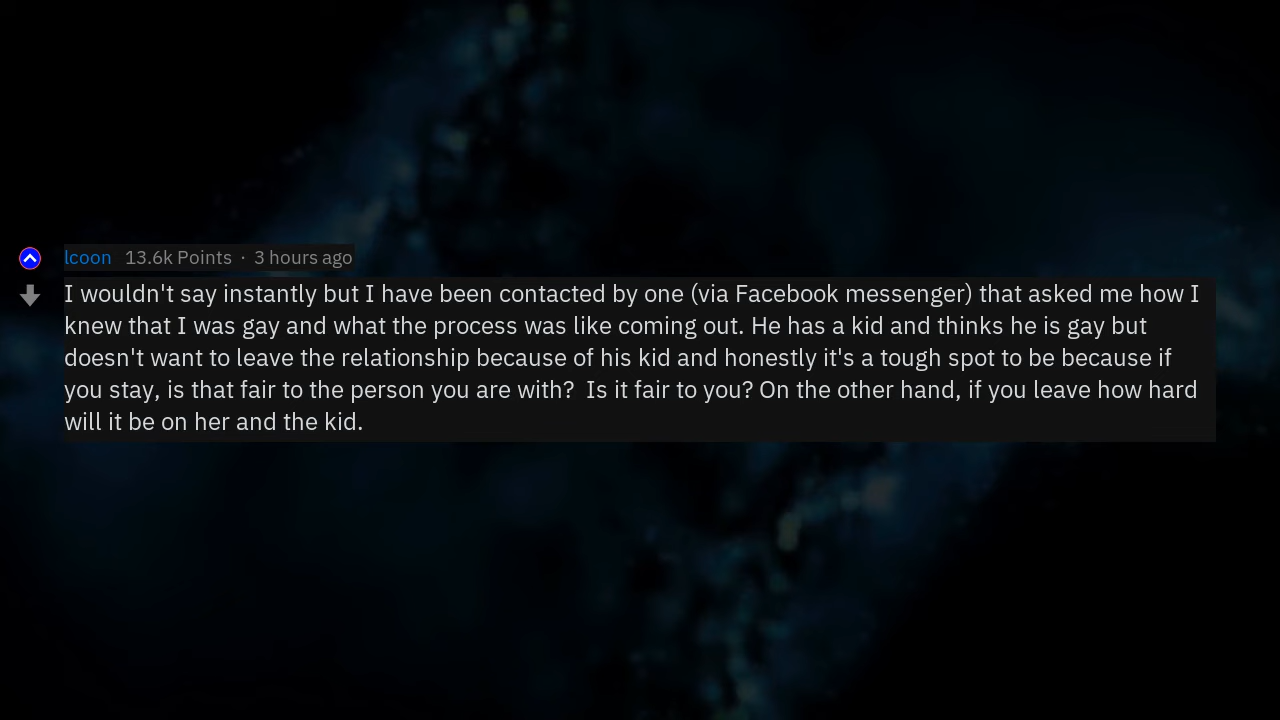 lcoon 13.6k Points · 3 hours ago
I wouldn't say instantly but I have been contacted by one (via Facebook messenger) that asked me how I
knew that I was gay and what the process was like coming out. He has a kid and thinks he is gay but
doesn't want to leave the relationship because of his kid and honestly it's a tough spot to be because if
you stay, is that fair to the person you are with?  Is it fair to you? On the other hand, if you leave how hard
will it be on her and the kid.